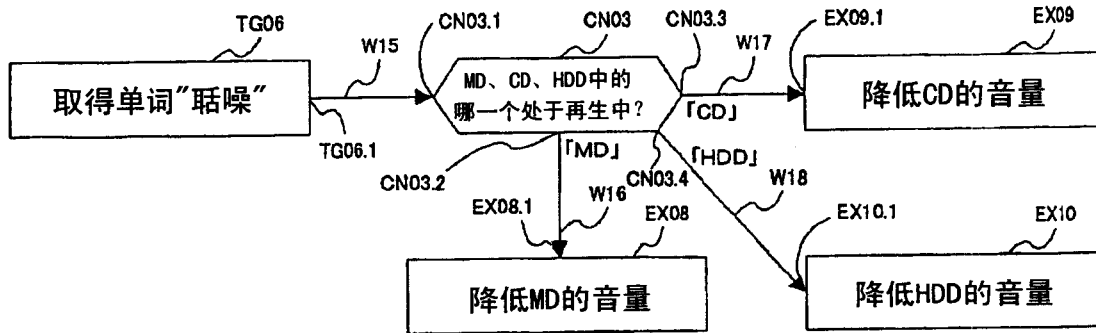 TG06
W15
CN03.1
CN03
CN03.3
W17
EX09.1
EX09
取得单词"聒噪"
MD、CD、HDD中的
哪一个处于再生中?
降低CD的音量
「CD」
TG06.1
CN03.2
「MD」
CN03.4
「HDD」
W18
EX08.1
W16
EX08
EX10.1
EX10
降低MD的音量
降低HDD的音量